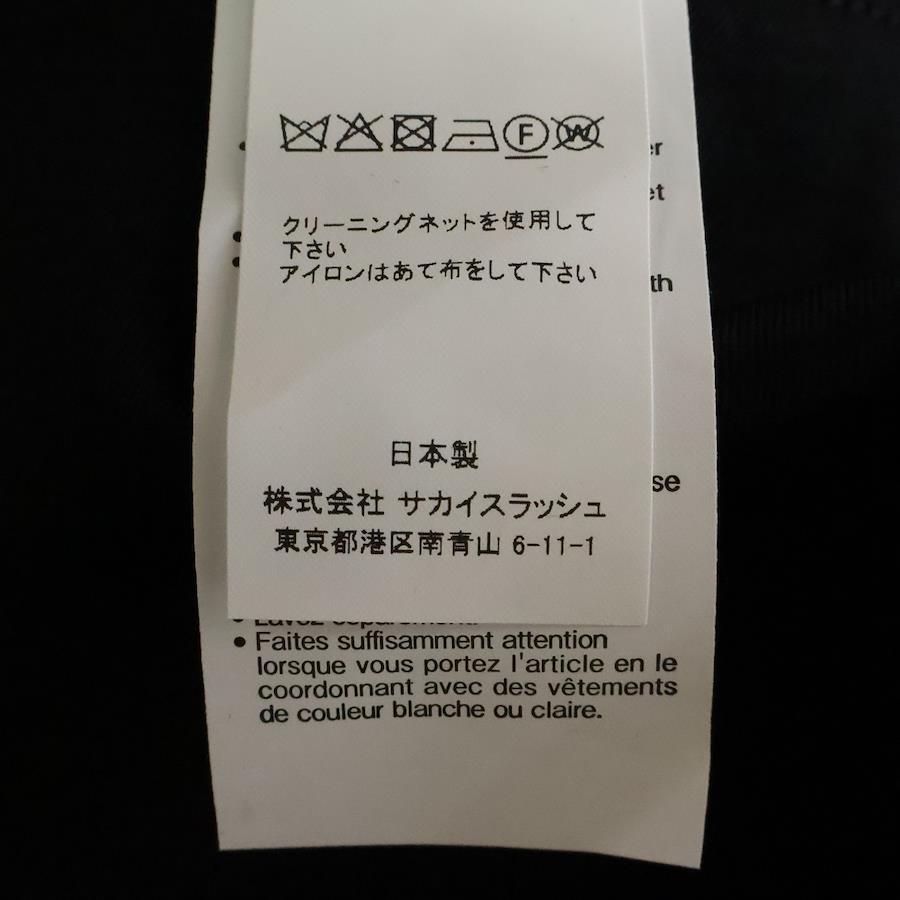 F
W
クリーニングネットを使用して
下さい
アイロンはあて布をして下さい
日本製
株式会社 サカイスラッシュ
東京都港区南青山 6-11-1
• Faites suffisamment attention
lorsque vous portez l'article en le
coordonnant avec des vêtements
de couleur blanche ou claire.